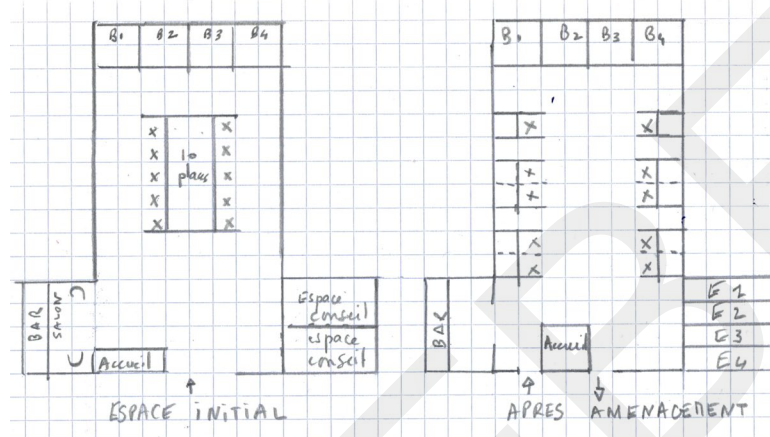 B1 B2 B3 B4
x x
x 10 x
x plans x
x x
x x
BAR
SALON
Accueil
Espace
conseil
espace
conseil
ESPACE INITIAL
B1 B2 B3 B4
x x
x x
x x
x x
x x
BAR
Accueil
E1
E2
E3
E4
APRES AMENAGEMENT